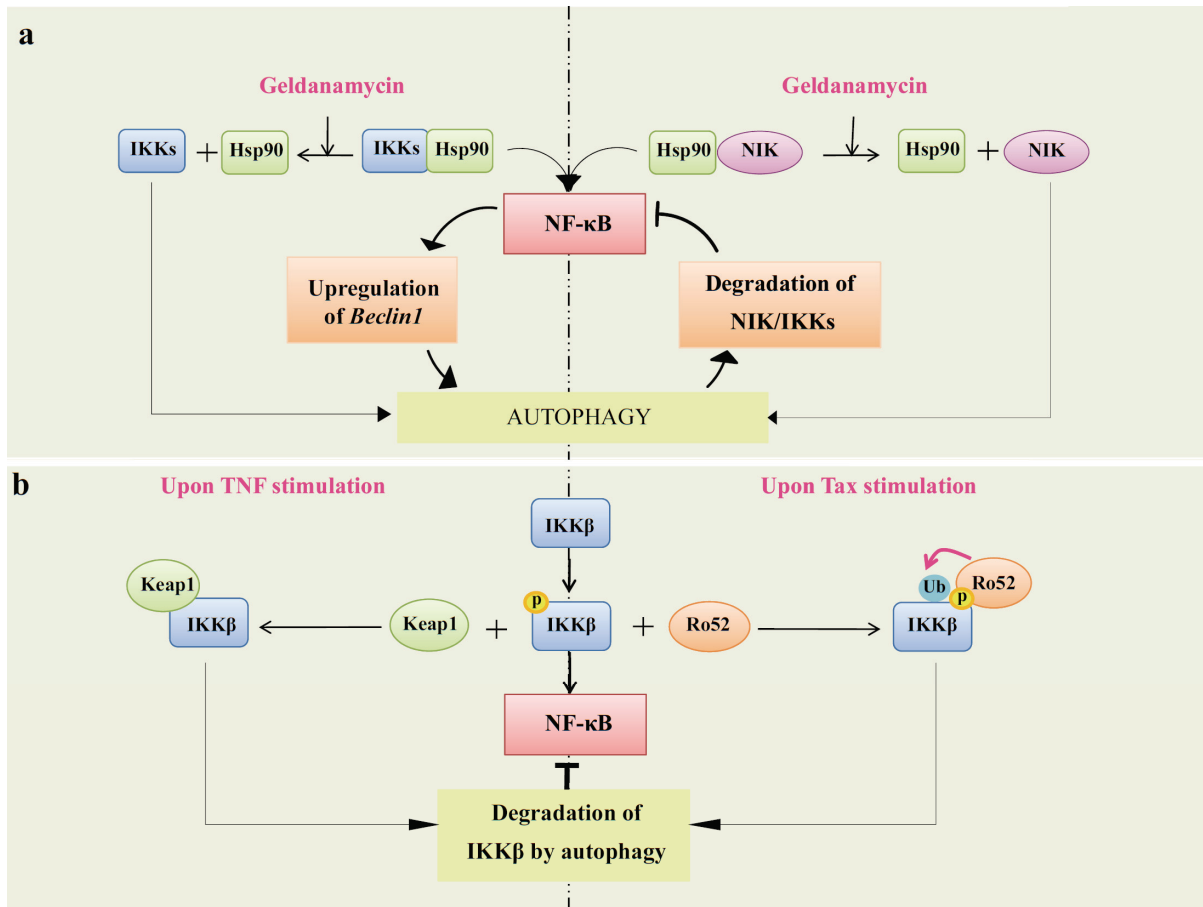 a
Geldanamycin
Geldanamycin
IKKs + Hsp90
IKKs Hsp90
Hsp90 NIK
Hsp90 + NIK
NF-κB
Upregulation
of Beclin1
Degradation of
NIK/IKKs
AUTOPHAGY
b
Upon TNF stimulation
Upon Tax stimulation
IKKβ
Keap1
IKKβ
Keap1 +
p
IKKβ
+ Ro52
Ub
p
Ro52
IKKβ
NF-κB
Degradation of
IKKβ by autophagy